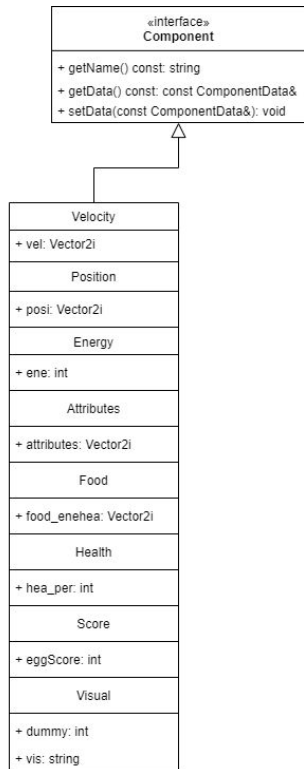 «interface»
Component
+ getName() const: string
+ getData() const: const ComponentData&
+ setData(const ComponentData&): void
Velocity
+ vel: Vector2i
Position
+ posi: Vector2i
Energy
+ ene: int
Attributes
+ attributes: Vector2i
Food
+ food_enehea: Vector2i
Health
+ hea_per: int
Score
+ eggScore: int
Visual
+ dummy: int
+ vis: string